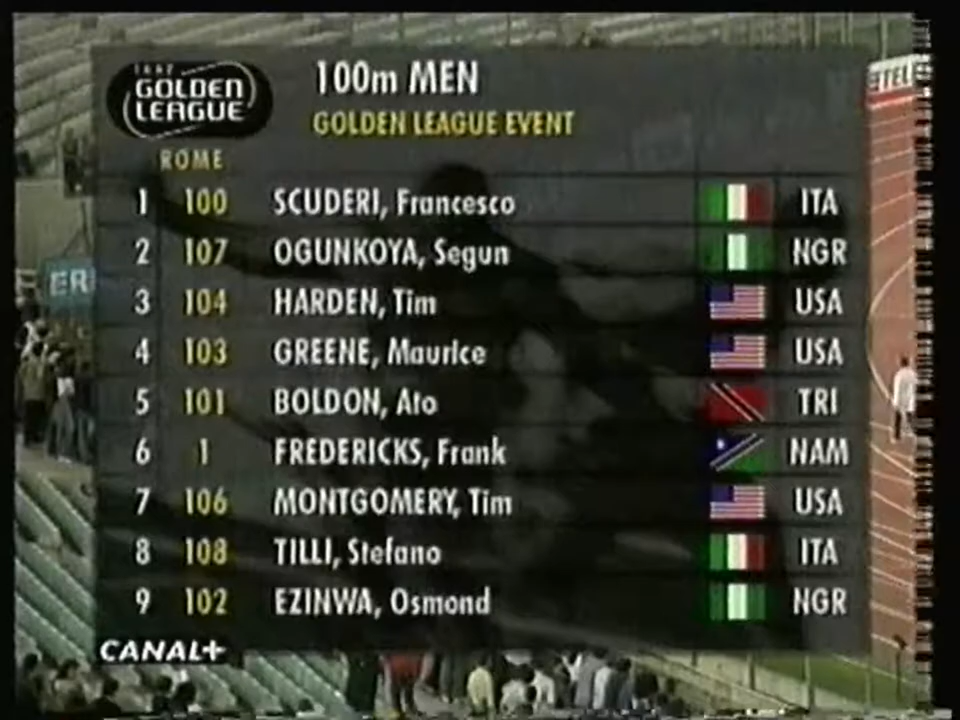 IAAF
GOLDEN
LEAGUE
100m MEN
GOLDEN LEAGUE EVENT
ROME
1 100 SCUDERI, Francesco ITA
2 107 OGUNKOYA, Segun NGR
3 104 HARDEN, Tim USA
4 103 GREENE, Maurice USA
5 101 BOLDON, Ato TRI
6 1 FREDERICKS, Frank NAM
7 106 MONTGOMERY, Tim USA
8 108 TILLI, Stefano ITA
9 102 EZINWA, Osmond NGR
CANAL+
ER